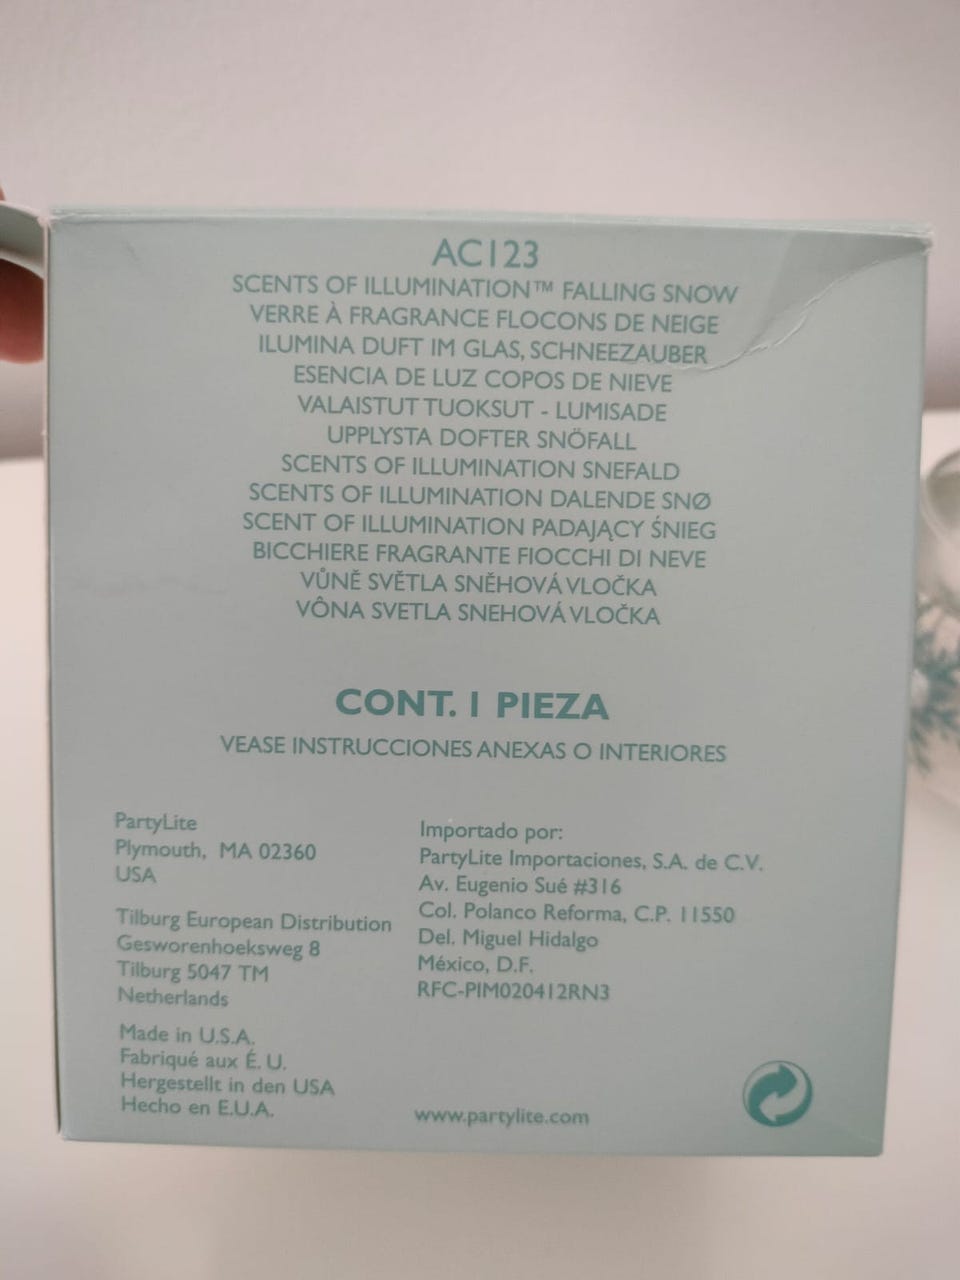 AC123
SCENTS OF ILLUMINATION™ FALLING SNOW
VERRE À FRAGRANCE FLOCONS DE NEIGE
ILUMINA DUFT IM GLAS, SCHNEEZAUBER
ESENCIA DE LUZ COPOS DE NIEVE
VALAISTUT TUOKSUT - LUMISADE
UPPLYSTA DOFTER SNÖFALL
SCENTS OF ILLUMINATION SNEFALD
SCENTS OF ILLUMINATION DALENDE SNØ
SCENT OF ILLUMINATION PADAJĄCY ŚNIEG
BICCHIERE FRAGRANTE FIOCCHI DI NEVE
VŮNĚ SVĚTLA SNĚHOVÁ VLOČKA
VÔNA SVETLA SNEHOVÁ VLOČKA
CONT. 1 PIEZA
VEASE INSTRUCCIONES ANEXAS O INTERIORES
PartyLite
Plymouth, MA 02360
USA
Tilburg European Distribution
Gesworenhoeksweg 8
Tilburg 5047 TM
Netherlands
Made in U.S.A.
Fabriqué aux É. U.
Hergestellt in den USA
Hecho en E.U.A.
Importado por:
PartyLite Importaciones, S.A. de C.V.
Av. Eugenio Sué #316
Col. Polanco Reforma, C.P. 11550
Del. Miguel Hidalgo
México, D.F.
RFC-PIM020412RN3
www.partylite.com